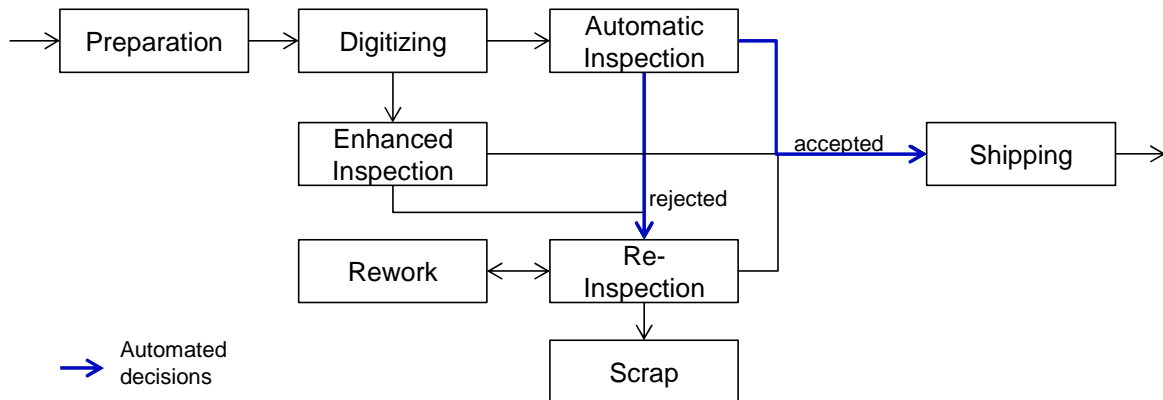 Preparation
Digitizing
Automatic
Inspection
Enhanced
Inspection
accepted
Shipping
rejected
Rework
Re-
Inspection
Automated
decisions
Scrap